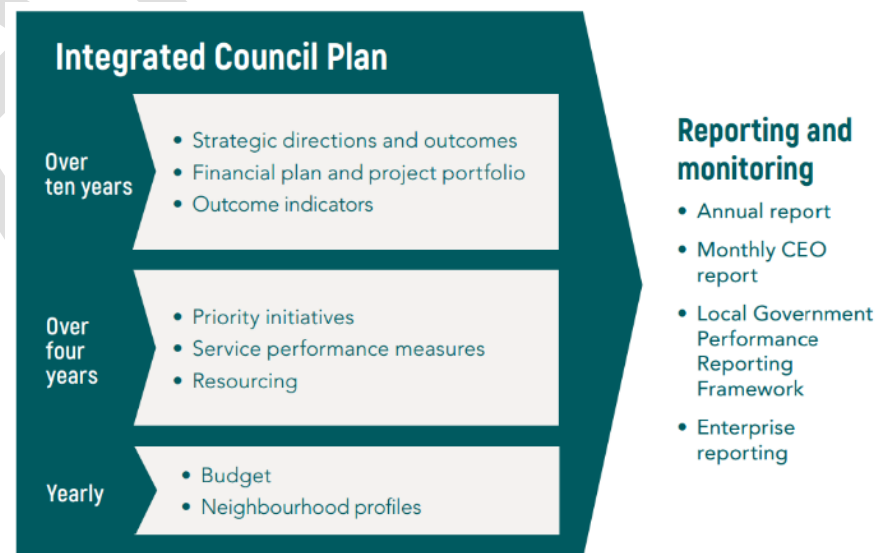 Integrated Council Plan
Over
ten years
• Strategic directions and outcomes
• Financial plan and project portfolio
• Outcome indicators
Over
four
years
• Priority initiatives
• Service performance measures
• Resourcing
Yearly
• Budget
• Neighbourhood profiles
Reporting and
monitoring
• Annual report
• Monthly CEO
report
• Local Government
Performance
Reporting
Framework
• Enterprise
reporting